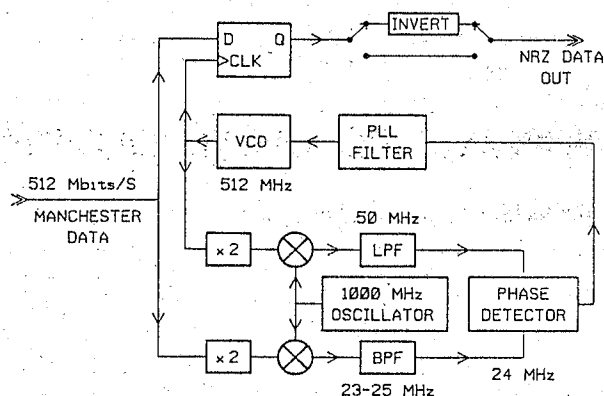 D Q
>CLK
INVERT
NRZ DATA
OUT
VCO
512 MHz
PLL
FILTER
512 Mbits/S
MANCHESTER
DATA
50 MHz
×2
LPF
1000 MHz
OSCILLATOR
PHASE
DETECTOR
×2
BPF
23-25 MHz
24 MHz